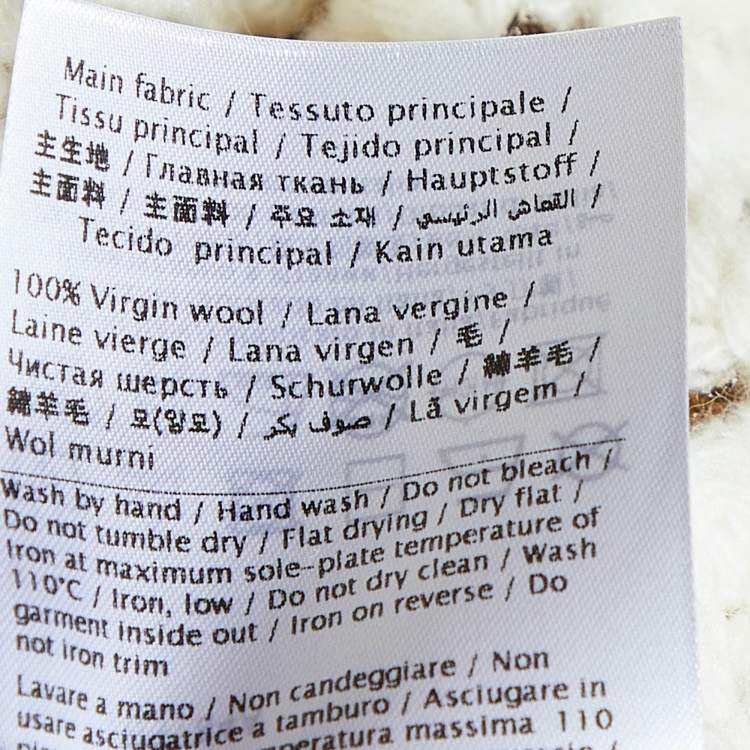 Main fabric / Tessuto principale /
Tissu principal / Tejido principal /
主生地 / Главная ткань / Hauptstoff /
主面料 / 主面料 / 주요 소재 / القماش الرئيسي /
Tecido principal / Kain utama
100% Virgin wool / Lana vergine /
Laine vierge / Lana virgen / 毛 /
Чистая шерсть / Schurwolle / 綿羊毛 /
綿羊毛 / 모(양모) / صوف بكر / Lã virgem /
Wol murni
Wash by hand / Hand wash / Do not bleach /
Do not tumble dry / Flat drying / Dry flat /
Iron at maximum sole-plate temperature of
110°C / Iron, low / Do not dry clean / Wash
garment inside out / Iron on reverse / Do
not iron trim
Lavare a mano / Non candeggiare / Non
usare asciugatrice a tamburo / Asciugare in
temperatura massima 110